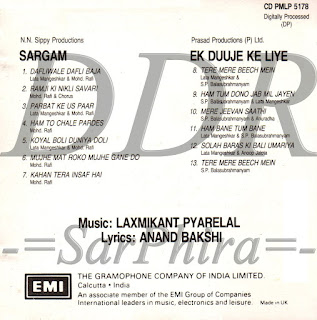 CD PMLP 5178
Digitally Processed
(DP)
N.N. Sippy Productions
SARGAM
1. DAFLIWALE DAFLI BAJA
Lata Mangeshkar & Mohd. Rafi
2. RAMJI KI NIKLI SAVARI
Mohd. Rafi & Chorus
3. PARBAT KE US PAAR
Lata Mangeshkar & Mohd. Rafi
4. HAM TO CHALE PARDES
Mohd. Rafi
5. KOYAL BOLI DUNIYA DOLI
Lata Mangeshkar & Mohd. Rafi
6. MUJHE MAT ROKO MUJHE GANE DO
Mohd. Rafi
7. KAHAN TERA INSAF HAI
Mohd. Rafi
Prasad Productions (P) Ltd.
EK DUUJE KE LIYE
8. TERE MERE BEECH MEIN
Lata Mangeshkar &
S.P. Balasubrahmanyam
9. HAM TUM DONO JAB MIL JAYEN
Lata Mangeshkar & S.P. Balasubrahmanyam
10. MERE JEEVAN SAATHI
S.P. Balasubrahmanyam & Anuradha
11. HAM BANE TUM BANE
Lata Mangeshkar & S.P. Balasubrahmanyam
12. SOLAH BARAS KI BALI UMARIYA
Lata Mangeshkar & Anoop Jalota
13. TERE MERE BEECH MEIN
S.P. Balasubrahmanyam
DDR
-=SarPhira=-
Music: LAXMIKANT PYARELAL
Lyrics: ANAND BAKSHI
EMI
THE GRAMOPHONE COMPANY OF INDIA LIMITED.
Calcutta • India
An associate member of the EMI Group of Companies
International leaders in music, electronics and leisure.
Made in UK